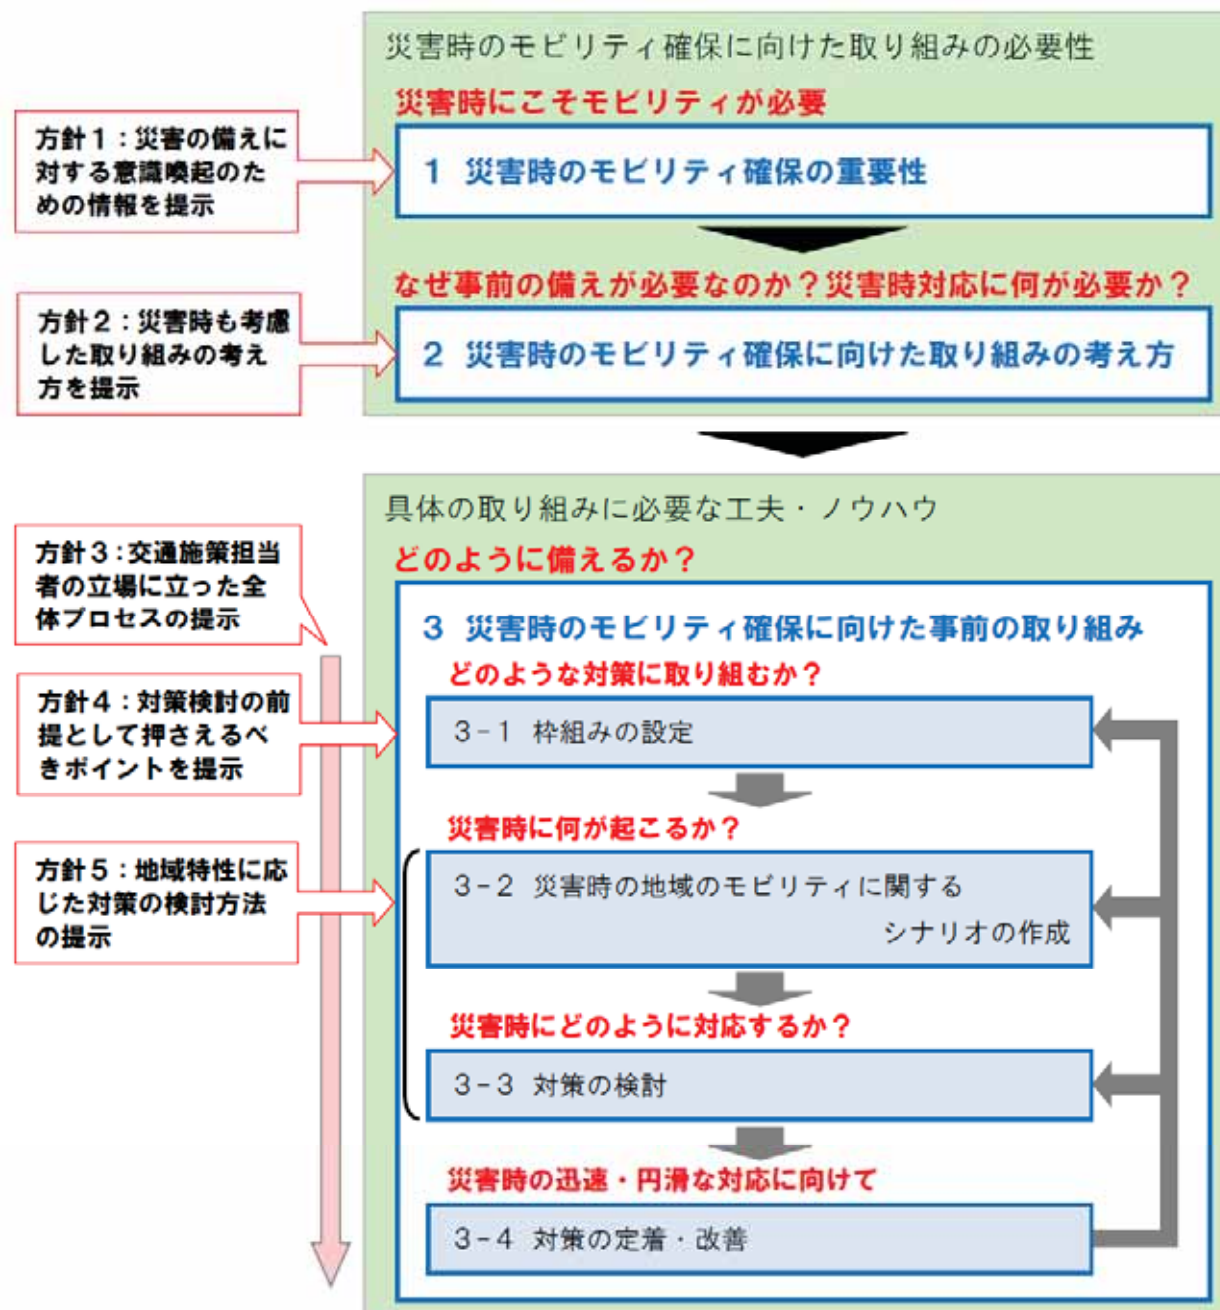 災害時のモビリティ確保に向けた取り組みの必要性
災害時にこそモビリティが必要
方針１：災害の備えに
対する意識喚起のた
めの情報を提示
１ 災害時のモビリティ確保の重要性
なぜ事前の備えが必要なのか？災害時対応に何が必要か？
方針２：災害時も考慮
した取り組みの考え
方を提示
２ 災害時のモビリティ確保に向けた取り組みの考え方
具体の取り組みに必要な工夫・ノウハウ
どのように備えるか？
方針３：交通施策担当
者の立場に立った全
体プロセスの提示
３ 災害時のモビリティ確保に向けた事前の取り組み
どのような対策に取り組むか？
方針４：対策検討の前
提として押さえるべ
きポイントを提示
３-１ 枠組みの設定
災害時に何が起こるか？
方針５：地域特性に応
じた対策の検討方法
の提示
３-２ 災害時の地域のモビリティに関する
シナリオの作成
災害時にどのように対応するか？
３-３ 対策の検討
災害時の迅速・円滑な対応に向けて
３-４ 対策の定着・改善